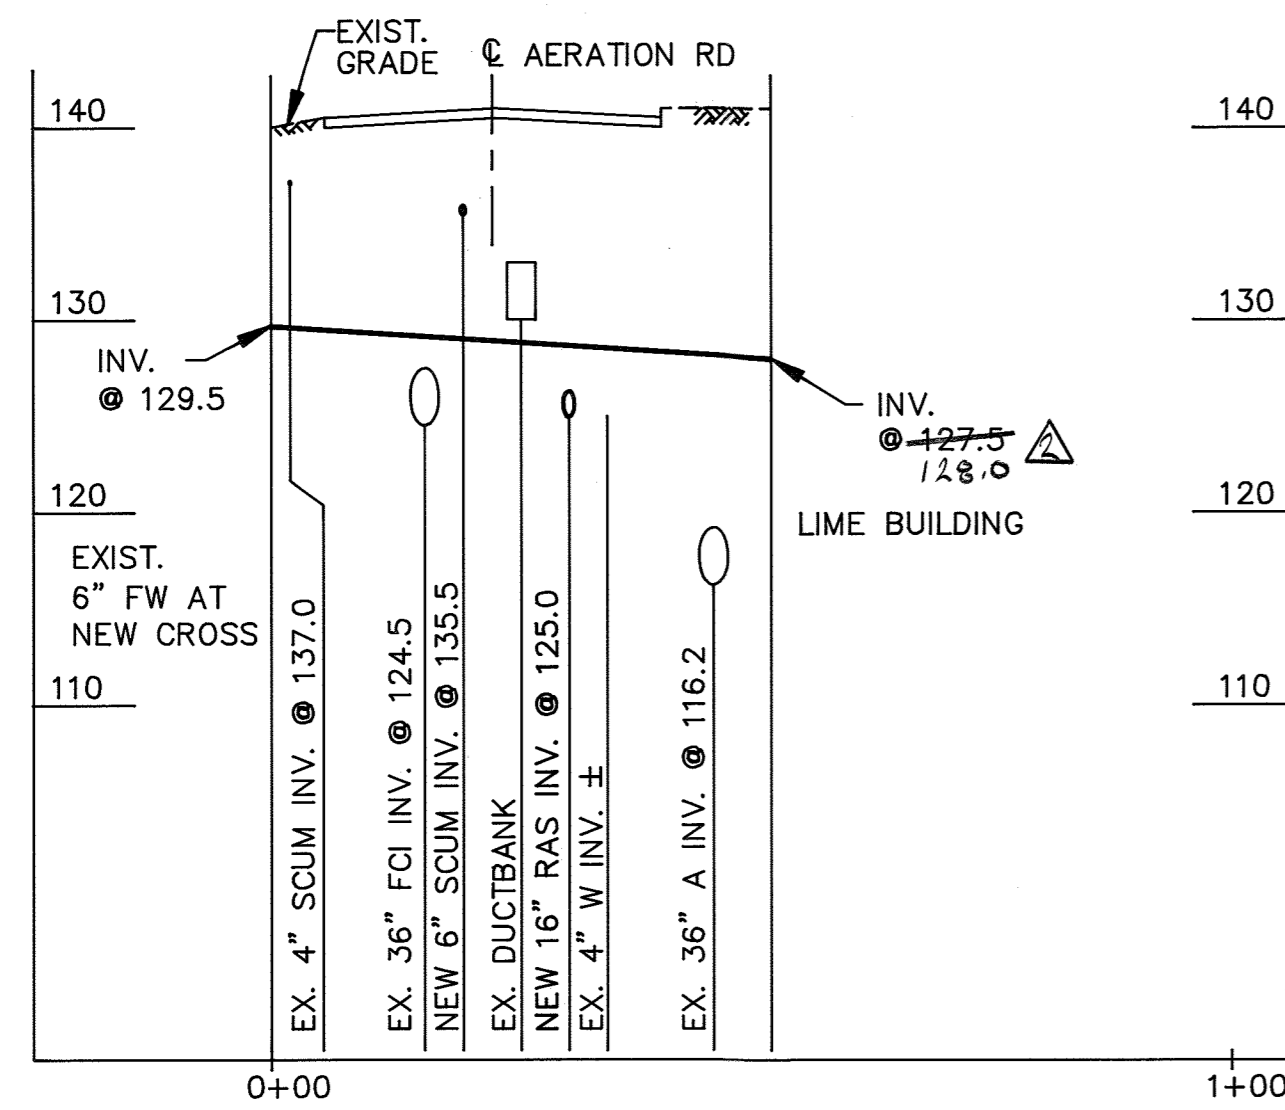 EXIST.
GRADE
℄ AERATION RD
140
140
130
130
INV.
@ 129.5
INV.
@ 127.5
128.0
2
120
120
LIME BUILDING
EXIST.
6" FW AT
NEW CROSS
110
110
EX. 4" SCUM INV. @ 137.0
EX. 36" FCI INV. @ 124.5
NEW 6" SCUM INV. @ 135.5
EX. DUCTBANK
NEW 16" RAS INV. @ 125.0
EX. 4" W INV. ±
EX. 36" A INV. @ 116.2
0+00
1+00